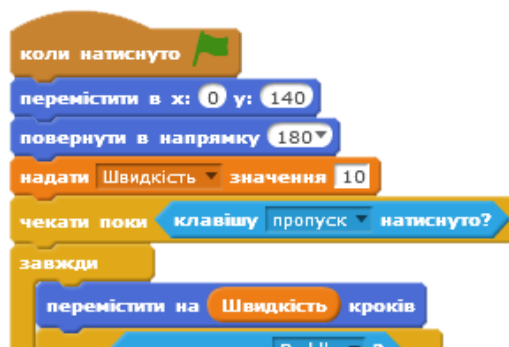 коли натиснуто
перемістити в x: 0 y: 140
повернути в напрямку 180
надати Швидкість значення 10
чекати поки клавішу пропуск натиснуто?
завжди
перемістити на Швидкість кроків
?